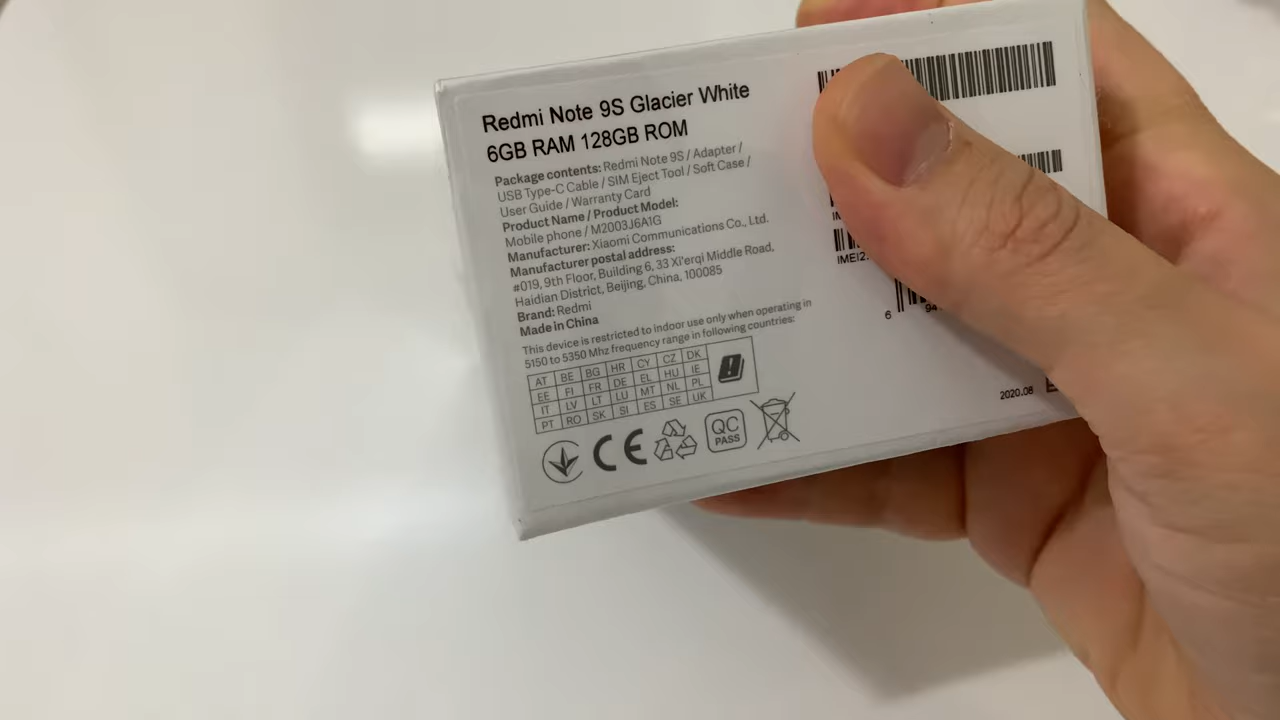 Redmi Note 9S Glacier White
6GB RAM 128GB ROM
Package contents: Redmi Note 9S / Adapter /
USB Type-C Cable / SIM Eject Tool / Soft Case /
User Guide / Warranty Card
Product Name / Product Model:
Mobile phone / M2003J6A1G
Manufacturer: Xiaomi Communications Co., Ltd.
Manufacturer postal address:
#019, 9th Floor, Building 6, 33 Xi'erqi Middle Road,
Haidian District, Beijing, China, 100085
Brand: Redmi
Made in China
This device is restricted to indoor use only when operating in
5150 to 5350 Mhz frequency range in following countries:
AT BE BG HR CY CZ DK
EE FI FR DE EL HU IE
IT LV LT LU MT NL PL
PT RO SK SI ES SE UK
CE
QC
PASS
IMEI2
6 94
2020.08